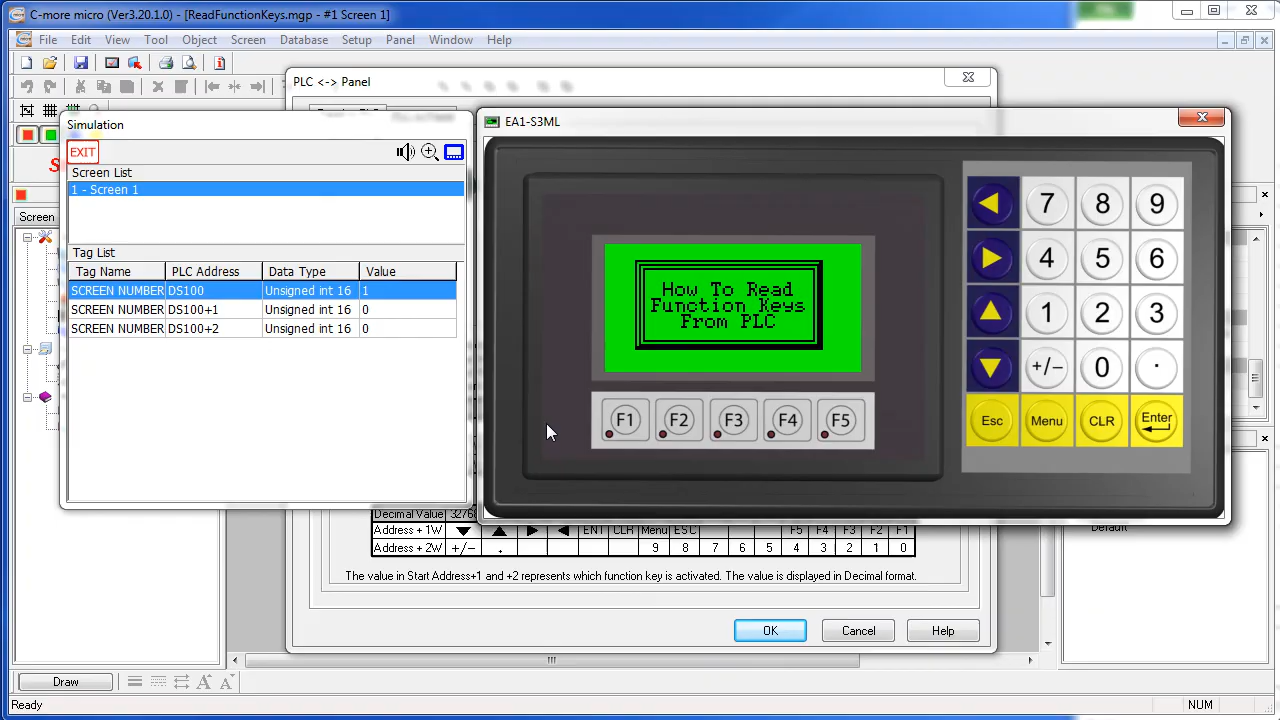 C-more micro (Ver3.20.1.0) - [ReadFunctionKeys.mgp - #1 Screen 1]
File Edit View Tool Object Screen Database Setup Panel Window Help
PLC <-> Panel
Simulation
EXIT
Screen List
1 - Screen 1
Tag List
Tag Name PLC Address Data Type Value
SCREEN NUMBER DS100 Unsigned int 16 1
SCREEN NUMBER DS100+1 Unsigned int 16 0
SCREEN NUMBER DS100+2 Unsigned int 16 0
EA1-S3ML
How To Read
Function Keys
From PLC
F1 F2 F3 F4 F5
7 8 9
4 5 6
1 2 3
+/− 0 .
Esc Menu CLR Enter
Screen
Decimal Value 3276
Address + 1W ENT CLR Menu ESC F5 F4 F3 F2 F1
Address + 2W +/− . 9 8 7 6 5 4 3 2 1 0
The value in Start Address+1 and +2 represents which function key is activated. The value is displayed in Decimal format.
OK Cancel Help
Default
Draw
Ready NUM